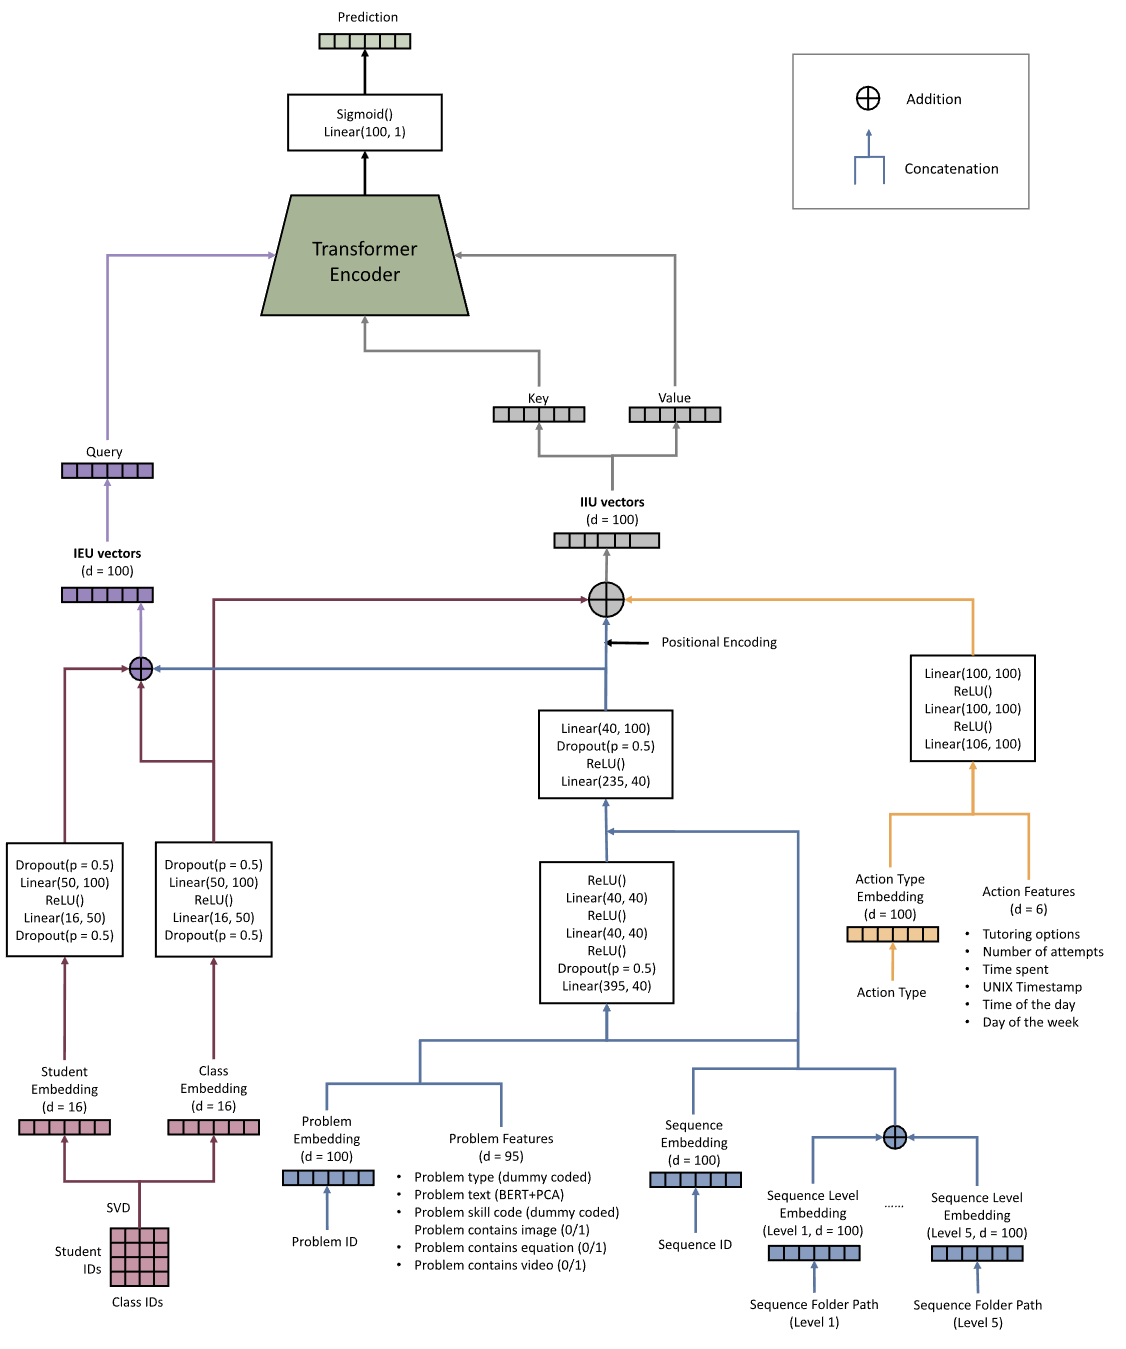 Prediction
Sigmoid()
Linear(100, 1)
Addition
Concatenation
Transformer
Encoder
Key
Value
Query
IIU vectors
(d = 100)
IEU vectors
(d = 100)
Positional Encoding
Linear(100, 100)
ReLU()
Linear(100, 100)
ReLU()
Linear(106, 100)
Linear(40, 100)
Dropout(p = 0.5)
ReLU()
Linear(235, 40)
Dropout(p = 0.5)
Linear(50, 100)
ReLU()
Linear(16, 50)
Dropout(p = 0.5)
Dropout(p = 0.5)
Linear(50, 100)
ReLU()
Linear(16, 50)
Dropout(p = 0.5)
ReLU()
Linear(40, 40)
ReLU()
Linear(40, 40)
ReLU()
Dropout(p = 0.5)
Linear(395, 40)
Action Type
Embedding
(d = 100)
Action Type
Action Features
(d = 6)
• Tutoring options
• Number of attempts
• Time spent
• UNIX Timestamp
• Time of the day
• Day of the week
Student
Embedding
(d = 16)
Class
Embedding
(d = 16)
SVD
Student
IDs
Class IDs
Problem
Embedding
(d = 100)
Problem ID
Problem Features
(d = 95)
• Problem type (dummy coded)
• Problem text (BERT+PCA)
• Problem skill code (dummy coded)
Problem contains image (0/1)
• Problem contains equation (0/1)
• Problem contains video (0/1)
Sequence
Embedding
(d = 100)
Sequence ID
Sequence Level
Embedding
(Level 1, d = 100)
Sequence Folder Path
(Level 1)
......
Sequence Level
Embedding
(Level 5, d = 100)
Sequence Folder Path
(Level 5)